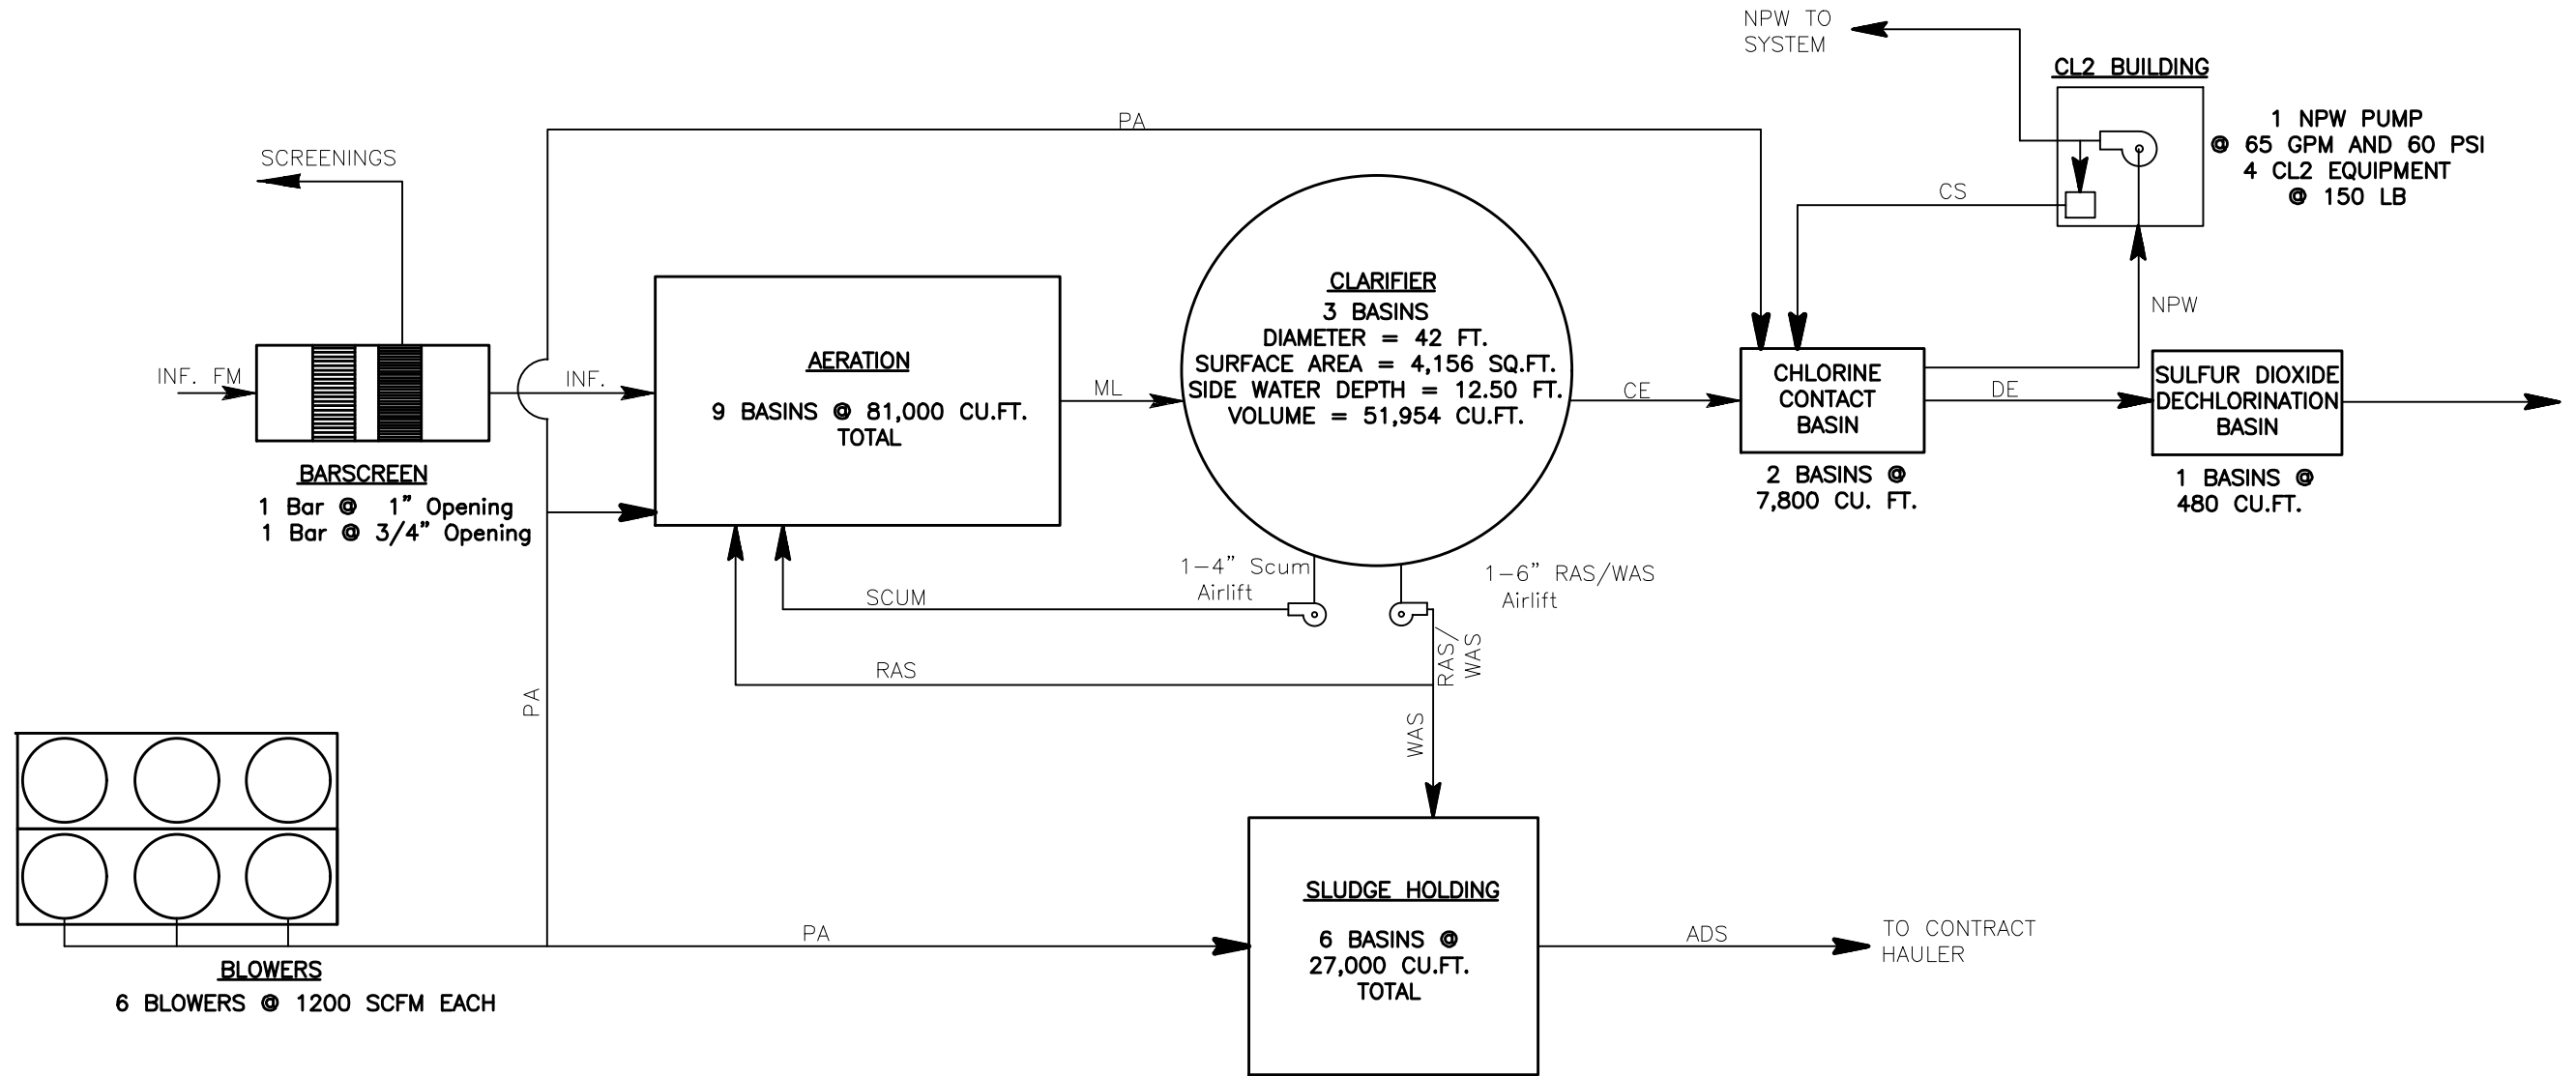 NPW TO
SYSTEM
CL2 BUILDING
1 NPW PUMP
@ 65 GPM AND 60 PSI
4 CL2 EQUIPMENT
@ 150 LB
PA
SCREENINGS
CS
NPW
INF. FM
INF.
BARSCREEN
1 Bar @ 1" Opening
1 Bar @ 3/4" Opening
AERATION
9 BASINS @ 81,000 CU.FT.
TOTAL
ML
CLARIFIER
3 BASINS
DIAMETER = 42 FT.
SURFACE AREA = 4,156 SQ.FT.
SIDE WATER DEPTH = 12.50 FT.
VOLUME = 51,954 CU.FT.
CE
CHLORINE
CONTACT
BASIN
2 BASINS @
7,800 CU. FT.
DE
SULFUR DIOXIDE
DECHLORINATION
BASIN
1 BASINS @
480 CU.FT.
1-4" Scum
Airlift
1-6" RAS/WAS
Airlift
SCUM
RAS
RAS/
WAS
PA
WAS
BLOWERS
6 BLOWERS @ 1200 SCFM EACH
PA
SLUDGE HOLDING
6 BASINS @
27,000 CU.FT.
TOTAL
ADS
TO CONTRACT
HAULER